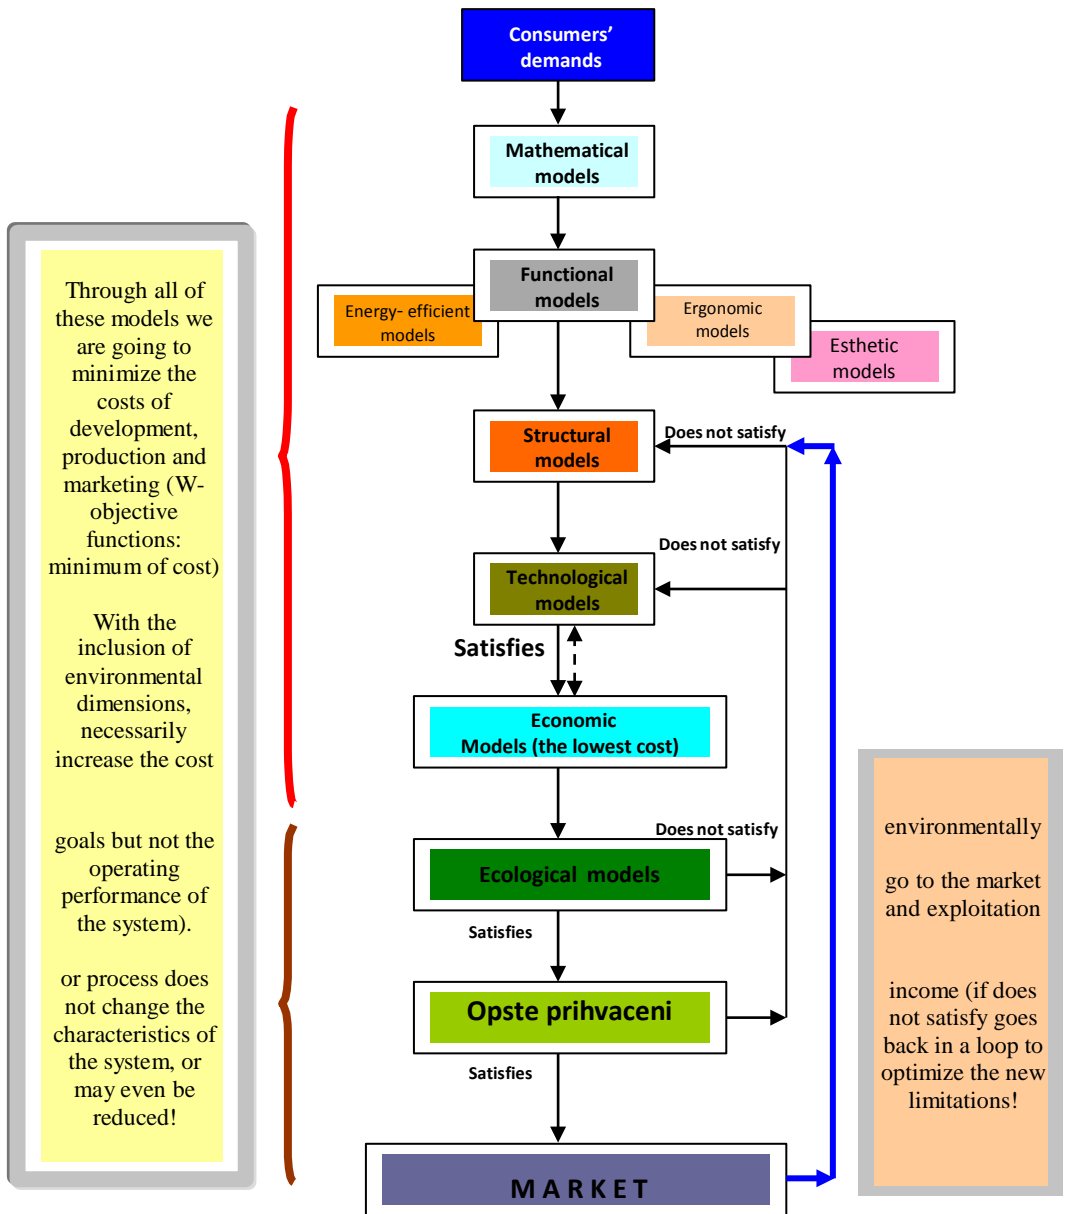 Consumers'
demands
Mathematical
models
Functional
models
Energy- efficient
models
Ergonomic
models
Esthetic
models
Structural
models
Does not satisfy
Does not satisfy
Technological
models
Satisfies
Economic
Models (the lowest cost)
Does not satisfy
Ecological models
Satisfies
Opste prihvaceni
Satisfies
M A R K E T
Through all of
these models we
are going to
minimize the
costs of
development,
production and
marketing (W-
objective
functions:
minimum of cost)
With the
inclusion of
environmental
dimensions,
necessarily
increase the cost
goals but not the
operating
performance of
the system).
or process does
not change the
characteristics of
the system, or
may even be
reduced!
environmentally
go to the market
and exploitation
income (if does
not satisfy goes
back in a loop to
optimize the new
limitations!